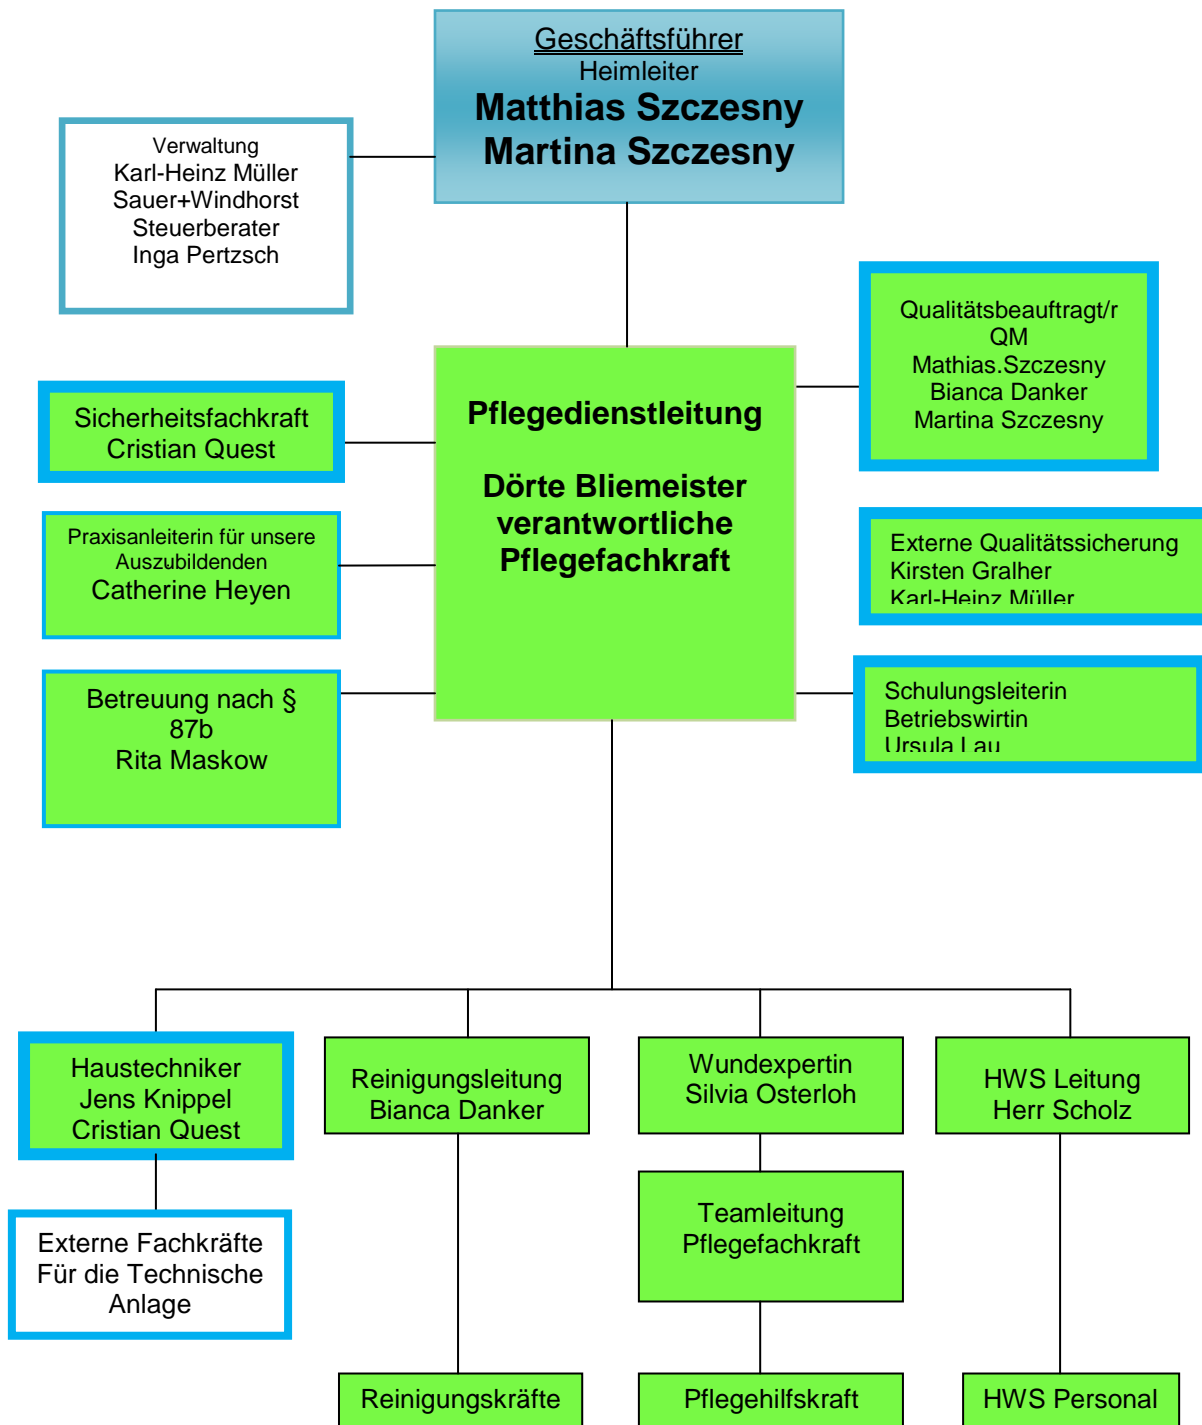 Geschäftsführer
Heimleiter
Matthias Szczesny
Martina Szczesny
Verwaltung
Karl-Heinz Müller
Sauer+Windhorst
Steuerberater
Inga Pertzsch
Qualitätsbeauftragt/r
QM
Mathias.Szczesny
Bianca Danker
Martina Szczesny
Pflegedienstleitung
Dörte Bliemeister
verantwortliche
Pflegefachkraft
Sicherheitsfachkraft
Cristian Quest
Praxisanleiterin für unsere
Auszubildenden
Catherine Heyen
Externe Qualitätssicherung
Kirsten Gralher
Karl-Heinz Müller
Betreuung nach §
87b
Rita Maskow
Schulungsleiterin
Betriebswirtin
Ursula Lau
Haustechniker
Jens Knippel
Cristian Quest
Reinigungsleitung
Bianca Danker
Wundexpertin
Silvia Osterloh
HWS Leitung
Herr Scholz
Externe Fachkräfte
Für die Technische
Anlage
Teamleitung
Pflegefachkraft
Reinigungskräfte
Pflegehilfskraft
HWS Personal